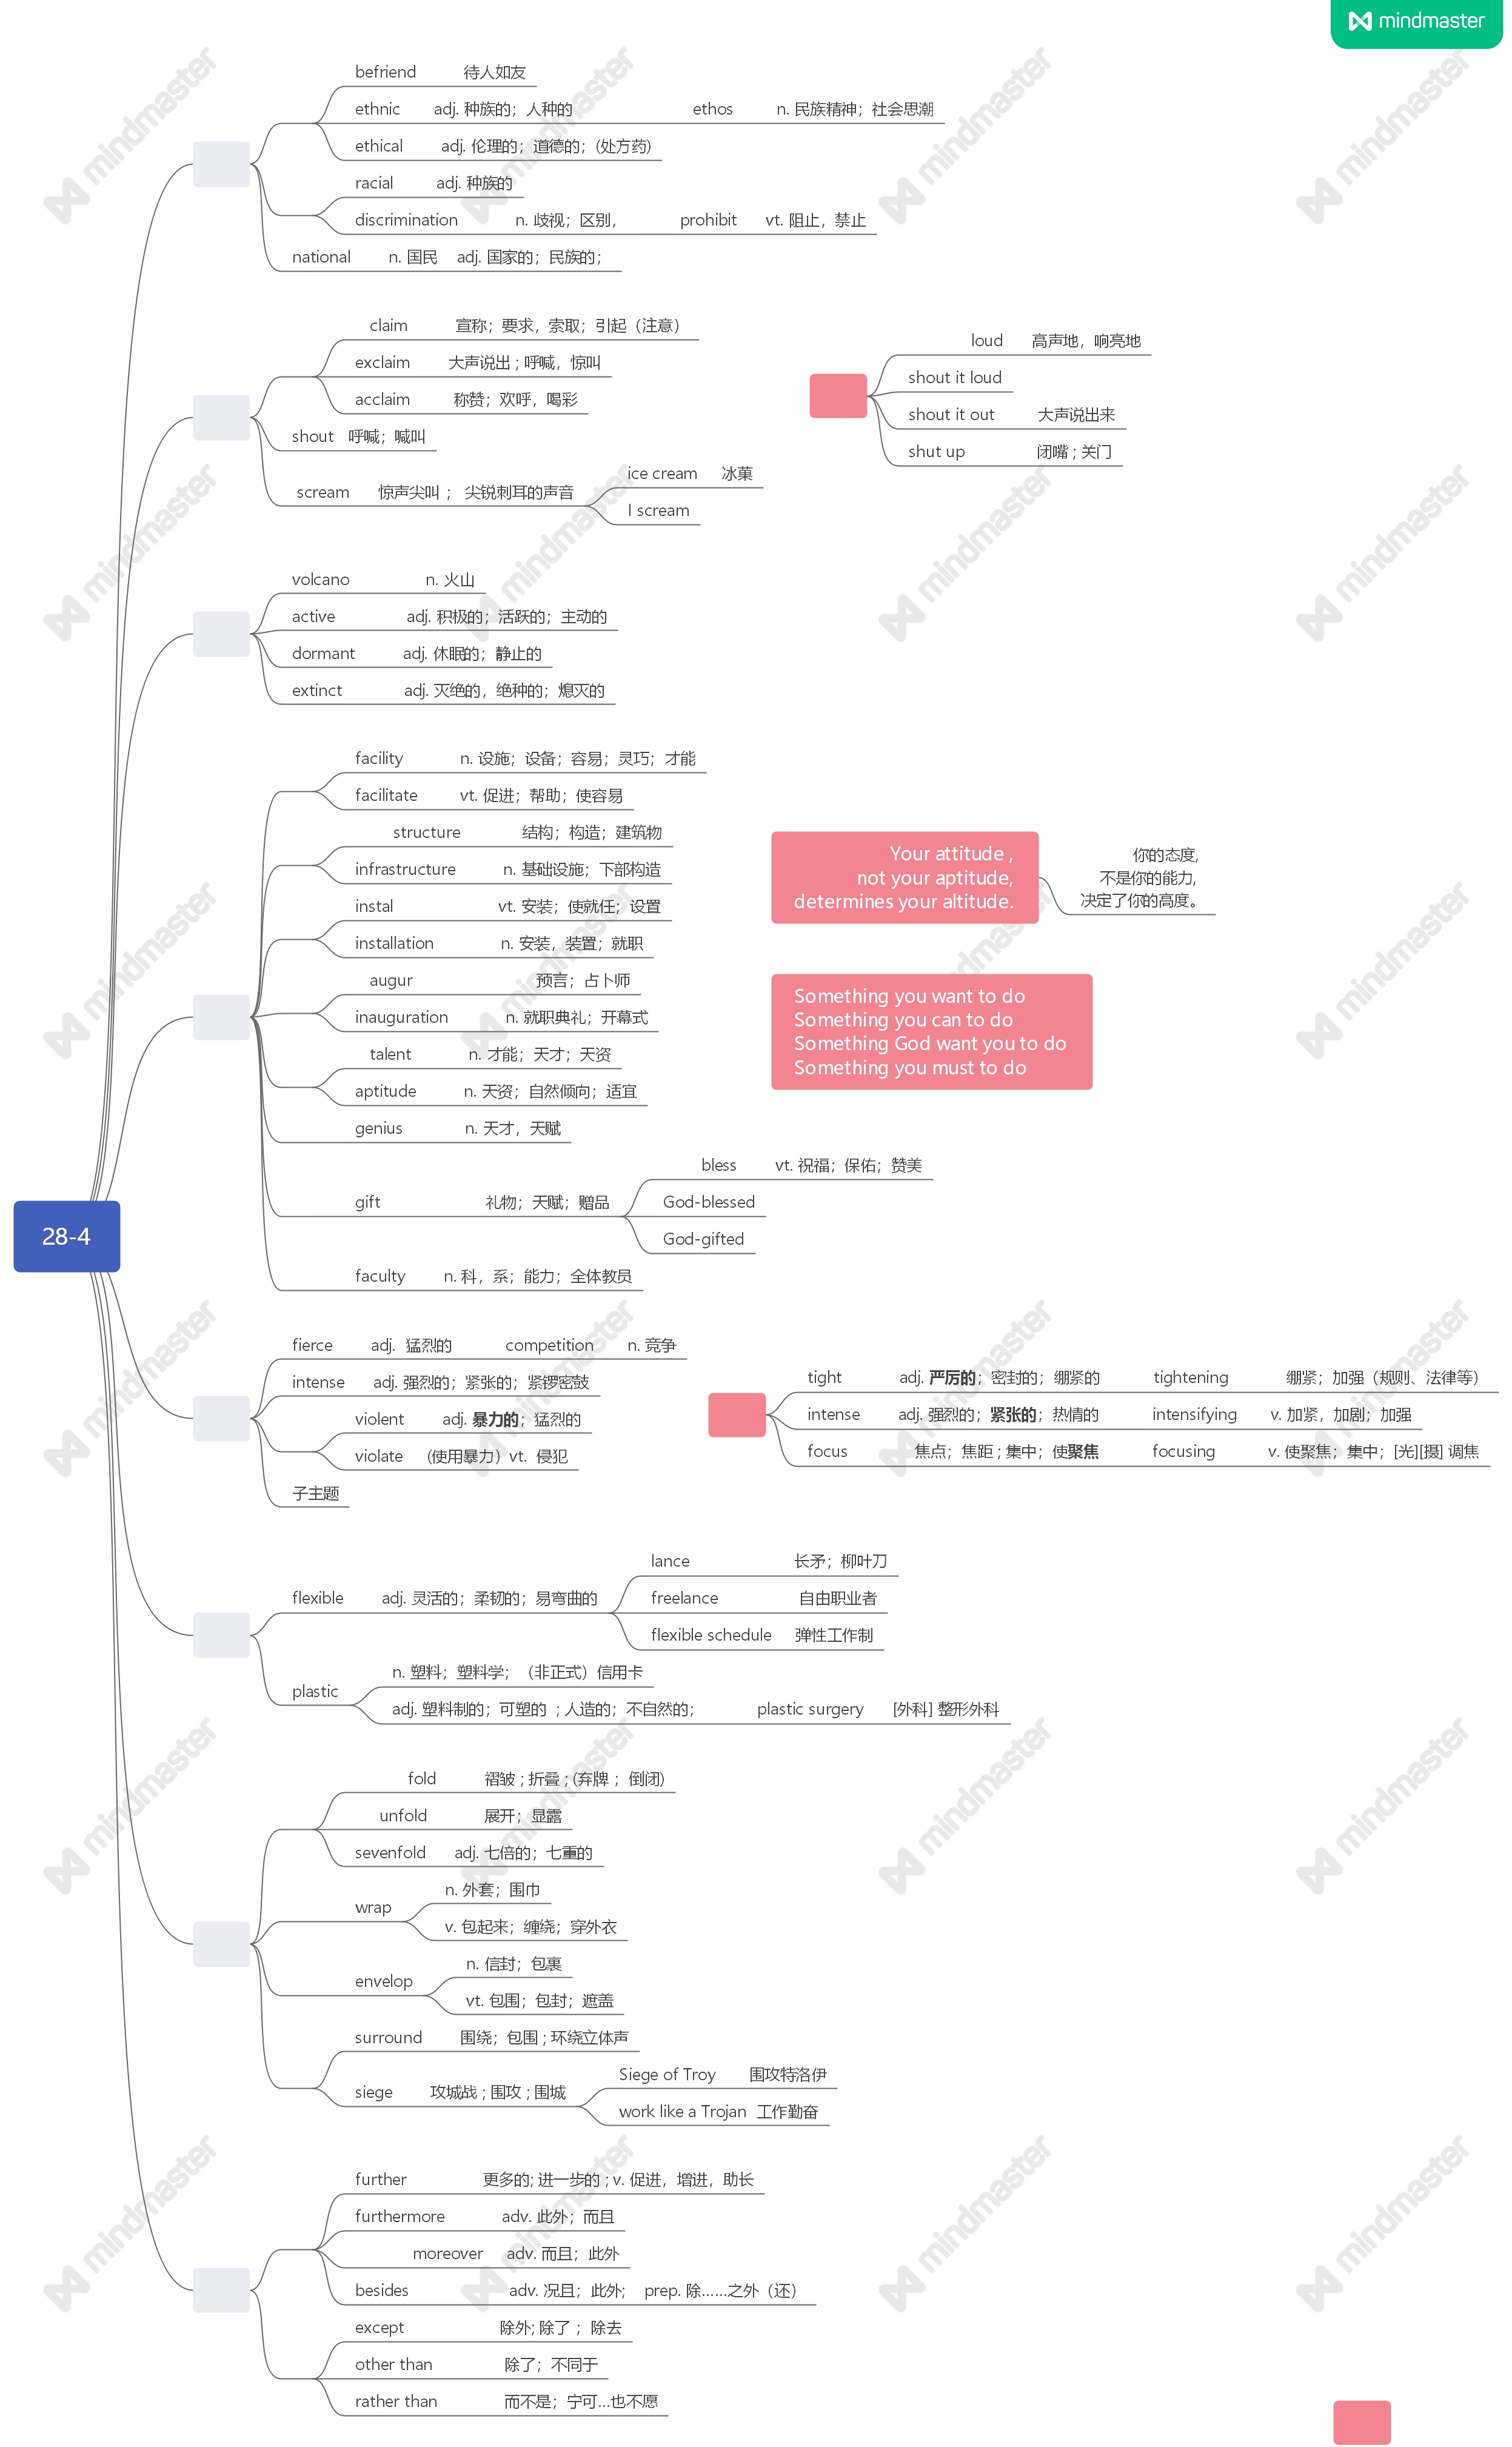 mindmaster
befriend 待人如友
ethnic adj. 种族的；人种的 ethos n. 民族精神；社会思潮
ethical adj. 伦理的；道德的；(处方药)
racial adj. 种族的
discrimination n. 歧视；区别， prohibit vt. 阻止，禁止
national n. 国民 adj. 国家的；民族的；
claim 宣称；要求，索取；引起（注意）
exclaim 大声说出 ; 呼喊，惊叫
acclaim 称赞；欢呼，喝彩
shout 呼喊；喊叫
scream 惊声尖叫 ； 尖锐刺耳的声音
ice cream 冰菓
I scream
loud 高声地，响亮地
shout it loud
shout it out 大声说出来
shut up 闭嘴 ; 关门
volcano n. 火山
active adj. 积极的；活跃的；主动的
dormant adj. 休眠的；静止的
extinct adj. 灭绝的，绝种的；熄灭的
facility n. 设施；设备；容易；灵巧；才能
facilitate vt. 促进；帮助；使容易
structure 结构；构造；建筑物
infrastructure n. 基础设施；下部构造
instal vt. 安装；使就任；设置
installation n. 安装，装置；就职
augur 预言；占卜师
inauguration n. 就职典礼；开幕式
talent n. 才能；天才；天资
aptitude n. 天资；自然倾向；适宜
genius n. 天才，天赋
gift 礼物；天赋；赠品
bless vt. 祝福；保佑；赞美
God-blessed
God-gifted
faculty n. 科，系；能力；全体教员
Your attitude ,
not your aptitude,
determines your altitude.
你的态度,
不是你的能力,
决定了你的高度。
Something you want to do
Something you can to do
Something God want you to do
Something you must to do
28-4
fierce adj. 猛烈的 competition n. 竞争
intense adj. 强烈的；紧张的；紧锣密鼓
violent adj. 暴力的；猛烈的
violate （使用暴力）vt. 侵犯
子主题
tight adj. 严厉的；密封的；绷紧的 tightening 绷紧；加强（规则、法律等）
intense adj. 强烈的；紧张的；热情的 intensifying v. 加紧，加剧；加强
focus 焦点；焦距 ; 集中；使聚焦 focusing v. 使聚焦；集中；[光][摄] 调焦
flexible adj. 灵活的；柔韧的；易弯曲的
lance 长矛；柳叶刀
freelance 自由职业者
flexible schedule 弹性工作制
plastic
n. 塑料；塑料学；（非正式）信用卡
adj. 塑料制的；可塑的 ; 人造的；不自然的； plastic surgery [外科] 整形外科
fold 褶皱 ; 折叠 ; (弃牌 ；倒闭)
unfold 展开；显露
sevenfold adj. 七倍的；七重的
wrap
n. 外套；围巾
v. 包起来；缠绕；穿外衣
envelop
n. 信封；包裹
vt. 包围；包封；遮盖
surround 围绕；包围 ; 环绕立体声
siege 攻城战 ; 围攻 ; 围城
Siege of Troy 围攻特洛伊
work like a Trojan 工作勤奋
further 更多的; 进一步的 ; v. 促进，增进，助长
furthermore adv. 此外；而且
moreover adv. 而且；此外
besides adv. 况且；此外； prep. 除……之外（还）
except 除外; 除了 ；除去
other than 除了；不同于
rather than 而不是；宁可...也不愿